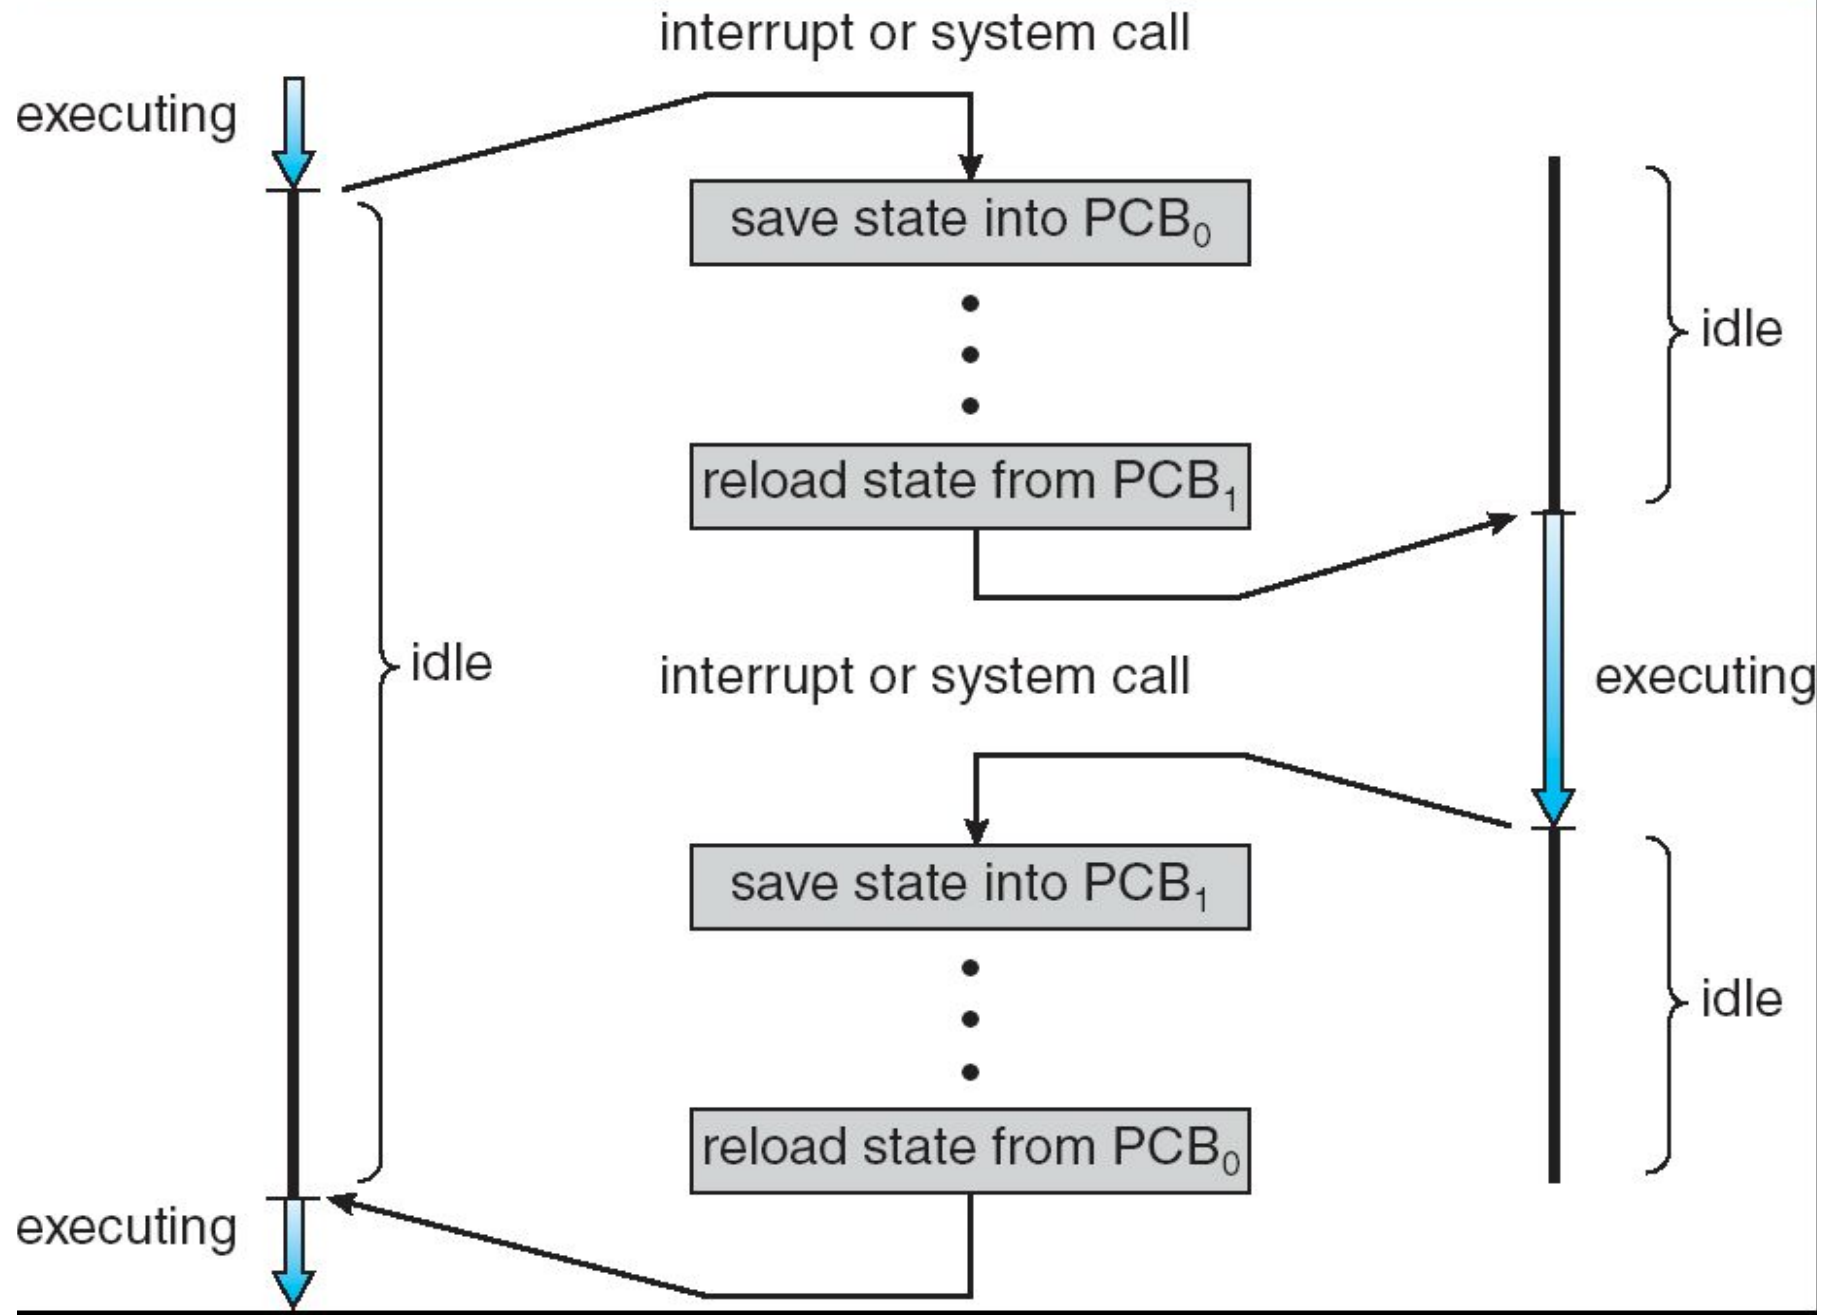 interrupt or system call
executing
save state into PCB₀
idle
reload state from PCB₁
idle
interrupt or system call
executing
save state into PCB₁
idle
reload state from PCB₀
executing